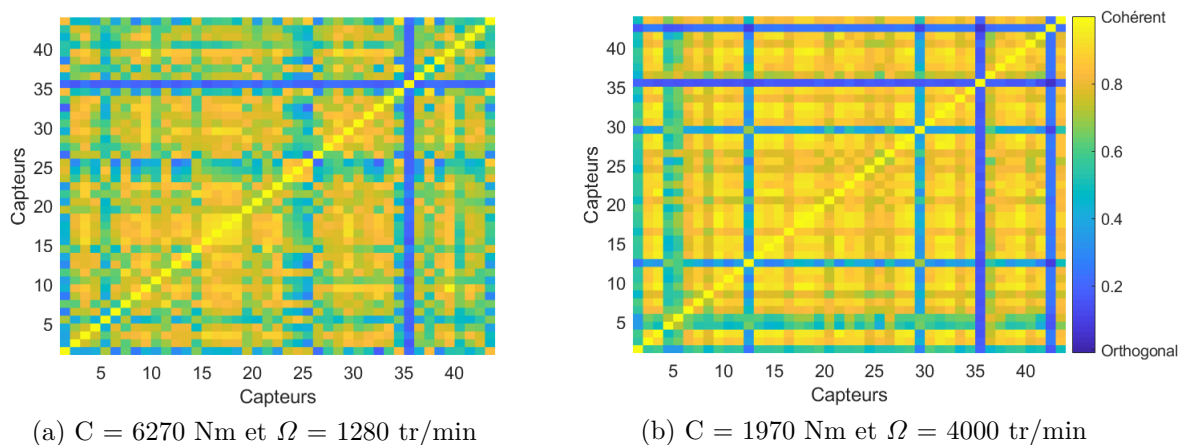 Capteurs
40
35
30
25
20
15
10
5
5 10 15 20 25 30 35 40
Capteurs
(a) C = 6270 Nm et Ω = 1280 tr/min
Capteurs
40
35
30
25
20
15
10
5
5 10 15 20 25 30 35 40
Capteurs
Cohérent
0.8
0.6
0.4
0.2
Orthogonal
(b) C = 1970 Nm et Ω = 4000 tr/min